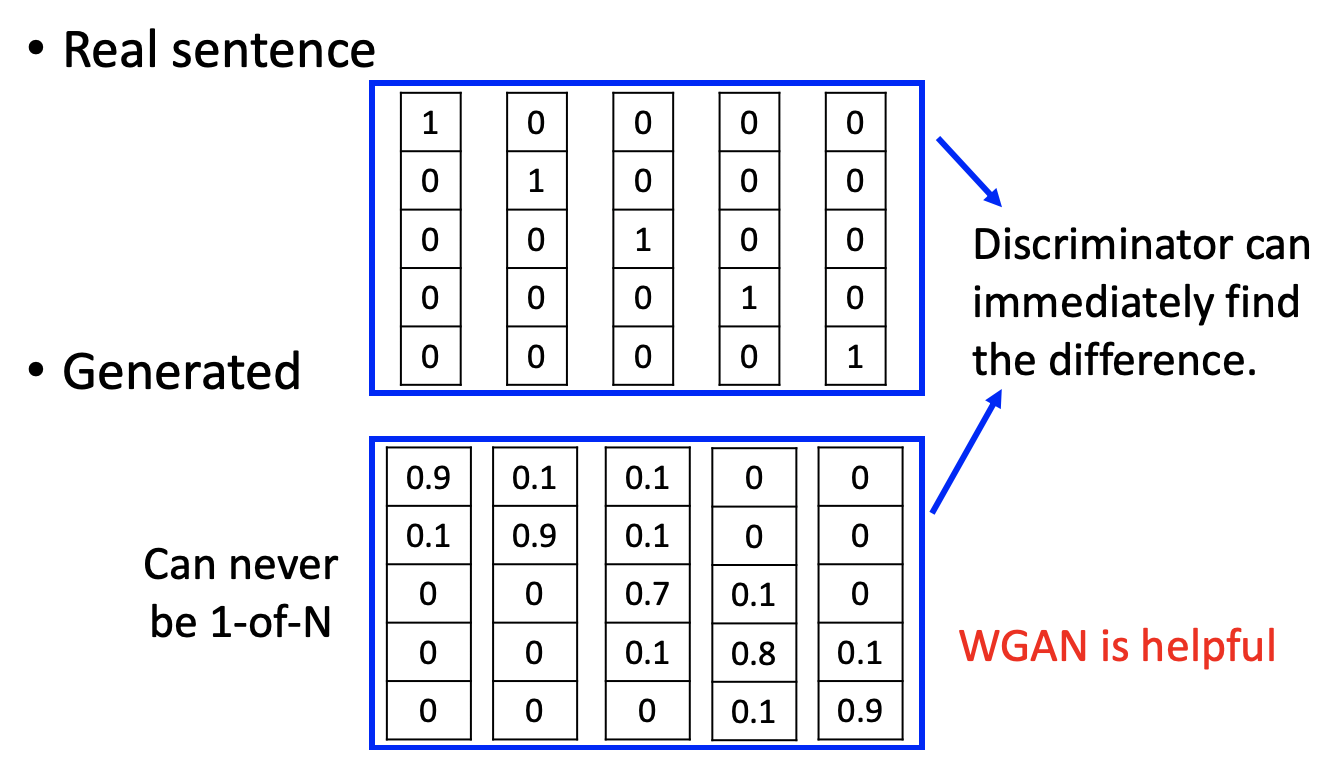 • Real sentence
1 0 0 0 0
0 1 0 0 0
0 0 1 0 0
0 0 0 1 0
0 0 0 0 1
Discriminator can
immediately find
the difference.
• Generated
0.9 0.1 0.1 0 0
0.1 0.9 0.1 0 0
0 0 0.7 0.1 0
0 0 0.1 0.8 0.1
0 0 0 0.1 0.9
Can never
be 1-of-N
WGAN is helpful